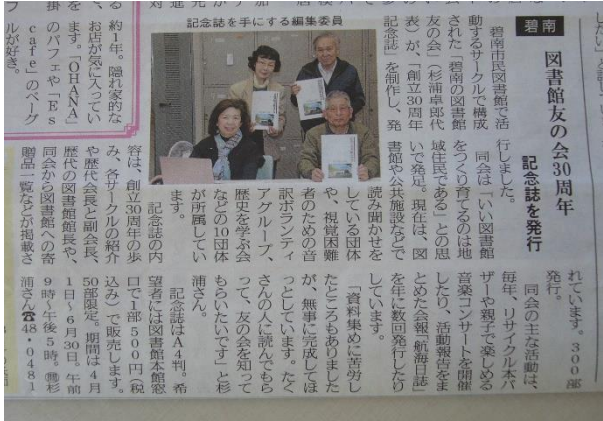 碧南
図書館友の会30周年
記念誌を発行
記念誌を手にする編集委員
碧南市民図書館で活
動するサークルで構成
された「碧南の図書館
友の会」(杉浦卓郎代
表)が、「創立30周年
記念誌」を制作し、発
行しました。
同会は「いい図書館
をつくり育てるのは地
域住民である」との思
いで発足。現在は、図
書館や公共施設などで
読み聞かせを
している団体
や、視覚困難
者のための音
訳ボランティ
アグループ、
歴史を学ぶ会
などの10団体
が所属してい
ます。
記念誌の内
容は、創立30周年の歩
み、各サークルの紹介
や歴代会長と副会長、
歴代の図書館館長や、
同会から図書館への寄
贈品一覧などが掲載さ
れています。300部
発行。
同会の主な活動は、
毎年、リサイクル本バ
ザーや親子で楽しめる
音楽コンサートを開催
したり、活動報告をま
とめた会報「航海日誌」
を年に数回発行したり
しています。
「資料集めに苦労し
たところもありました
が、無事に完成してほ
っとしています。たく
さんの人に読んでもら
って、友の会を知って
もらいたいです」と杉
浦さん。
記念誌はA4判。希
望者には図書館本館窓
口で1部500円(税
込み)で販売します。
50部限定。期間は4月
1日〜6月30日。午前
9時〜午後5時。㉄杉
浦さん☎48・0481
約1年。隠れ家的な
お店が気に入ってい
ます。「OHANA」
のパフェや「Es
cafe」のベーグ
ルが好き。